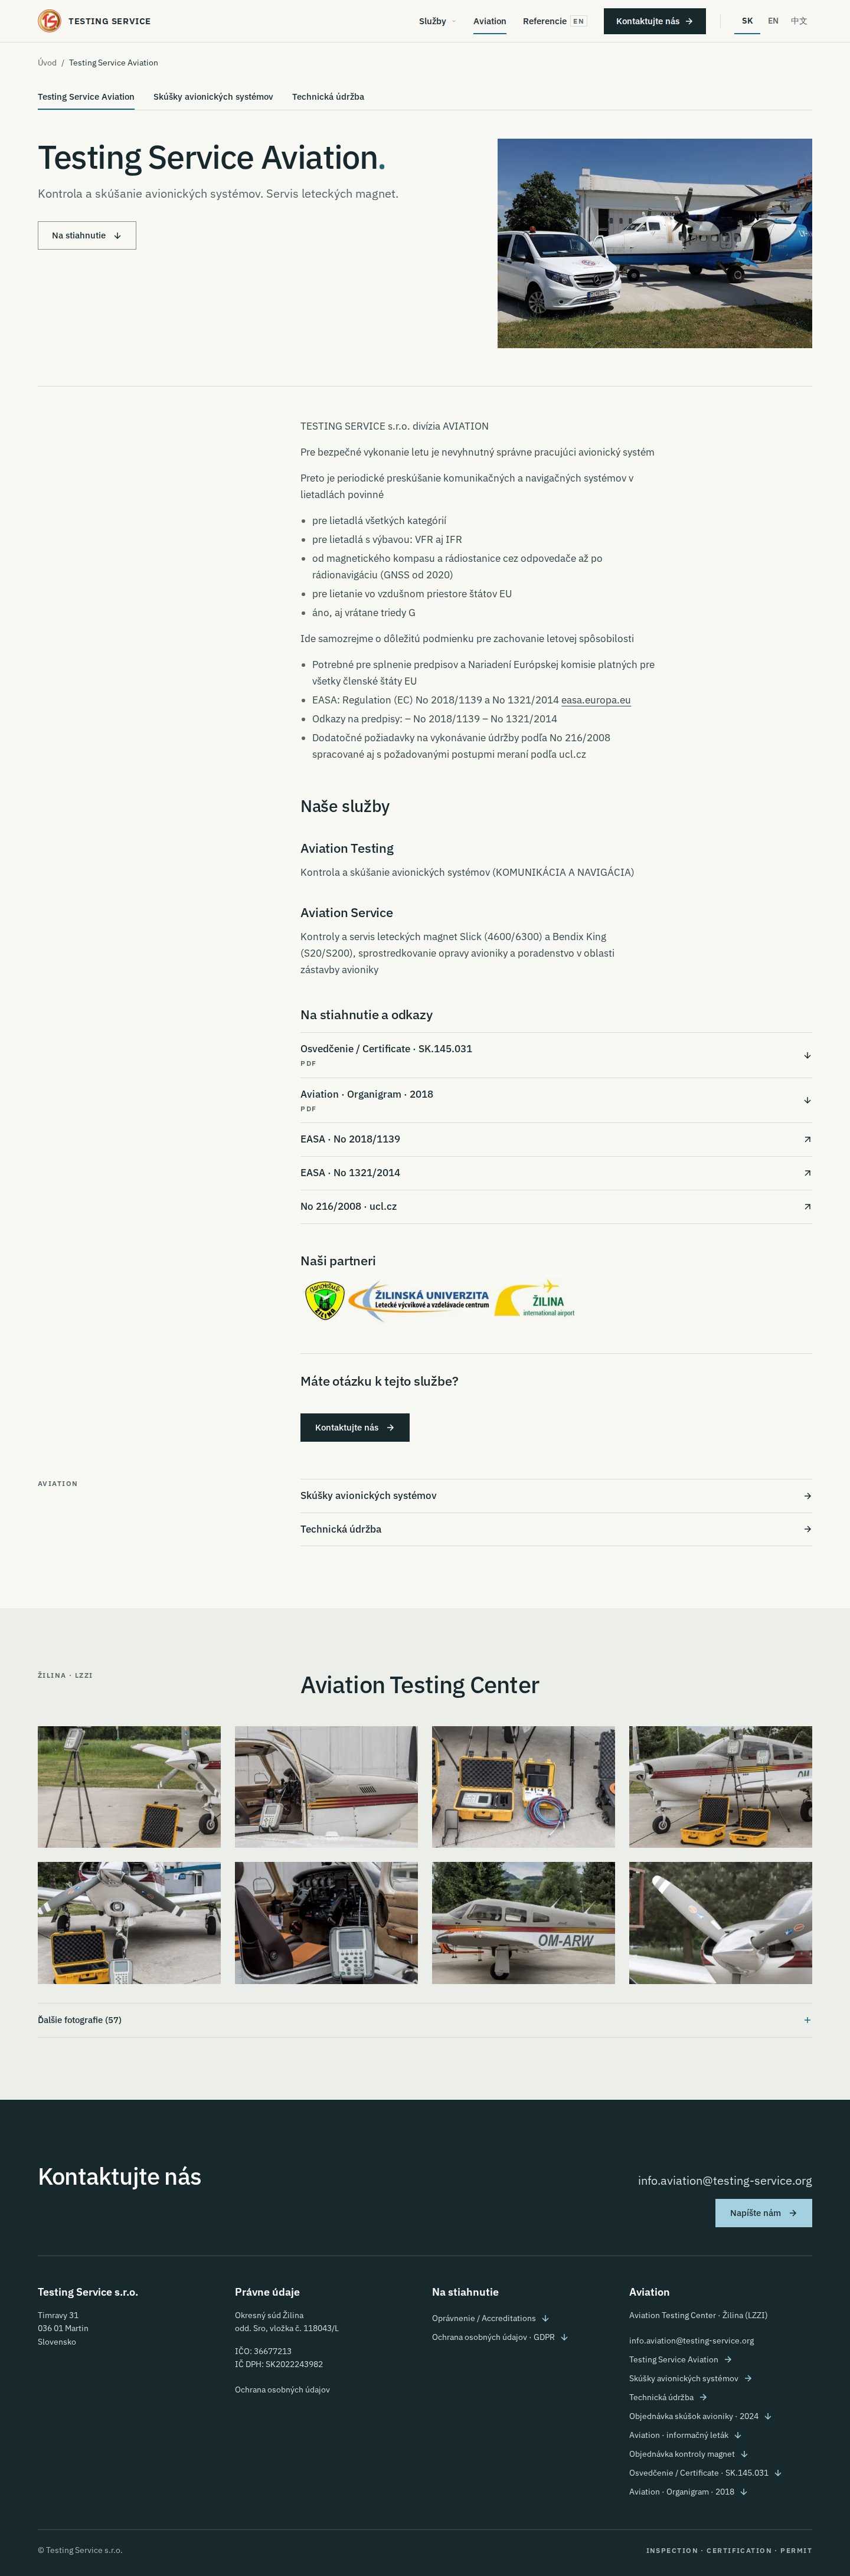 TESTING SERVICE
Služby
Aviation
Referencie EN
Kontaktujte nás →
SK EN 中文
Úvod / Testing Service Aviation
Testing Service Aviation
Skúšky avionických systémov
Technická údržba
Testing Service Aviation.
Kontrola a skúšanie avionických systémov. Servis leteckých magnet.
Na stiahnutie ↓
TESTING SERVICE s.r.o. divízia AVIATION
Pre bezpečné vykonanie letu je nevyhnutný správne pracujúci avionický systém
Preto je periodické preskúšanie komunikačných a navigačných systémov v
lietadlách povinné
• pre lietadlá všetkých kategórií
• pre lietadlá s výbavou: VFR aj IFR
• od magnetického kompasu a rádiostanice cez odpovedače až po
rádionavigáciu (GNSS od 2020)
• pre lietanie vo vzdušnom priestore štátov EU
• áno, aj vrátane triedy G
Ide samozrejme o dôležitú podmienku pre zachovanie letovej spôsobilosti
• Potrebné pre splnenie predpisov a Nariadení Európskej komisie platných pre
všetky členské štáty EU
• EASA: Regulation (EC) No 2018/1139 a No 1321/2014 easa.europa.eu
• Odkazy na predpisy: – No 2018/1139 – No 1321/2014
• Dodatočné požiadavky na vykonávanie údržby podľa No 216/2008
spracované aj s požadovanými postupmi meraní podľa ucl.cz
Naše služby
Aviation Testing
Kontrola a skúšanie avionických systémov (KOMUNIKÁCIA A NAVIGÁCIA)
Aviation Service
Kontroly a servis leteckých magnet Slick (4600/6300) a Bendix King
(S20/S200), sprostredkovanie opravy avioniky a poradenstvo v oblasti
zástavby avioniky
Na stiahnutie a odkazy
Osvedčenie / Certificate · SK.145.031 ↓
PDF
Aviation · Organigram · 2018 ↓
PDF
EASA · No 2018/1139 ↗
EASA · No 1321/2014 ↗
No 216/2008 · ucl.cz ↗
Naši partneri
ŽILINA
ŽILINSKÁ UNIVERZITA
Letecké výcvikové a vzdelávacie centrum
ŽILINA
international airport
Máte otázku k tejto službe?
Kontaktujte nás →
AVIATION
Skúšky avionických systémov →
Technická údržba →
ŽILINA · LZZI
Aviation Testing Center
OM-ARW
Ďalšie fotografie (57) +
Kontaktujte nás
info.aviation@testing-service.org
Napíšte nám →
Testing Service s.r.o.
Timravy 31
036 01 Martin
Slovensko
Právne údaje
Okresný súd Žilina
odd. Sro, vložka č. 118043/L
IČO: 36677213
IČ DPH: SK2022243982
Ochrana osobných údajov
Na stiahnutie
Oprávnenie / Accreditations ↓
Ochrana osobných údajov · GDPR ↓
Aviation
Aviation Testing Center · Žilina (LZZI)
info.aviation@testing-service.org
Testing Service Aviation →
Skúšky avionických systémov →
Technická údržba →
Objednávka skúšok avioniky · 2024 ↓
Aviation · informačný leták ↓
Objednávka kontroly magnet ↓
Osvedčenie / Certificate · SK.145.031 ↓
Aviation · Organigram · 2018 ↓
© Testing Service s.r.o.
INSPECTION · CERTIFICATION · PERMIT